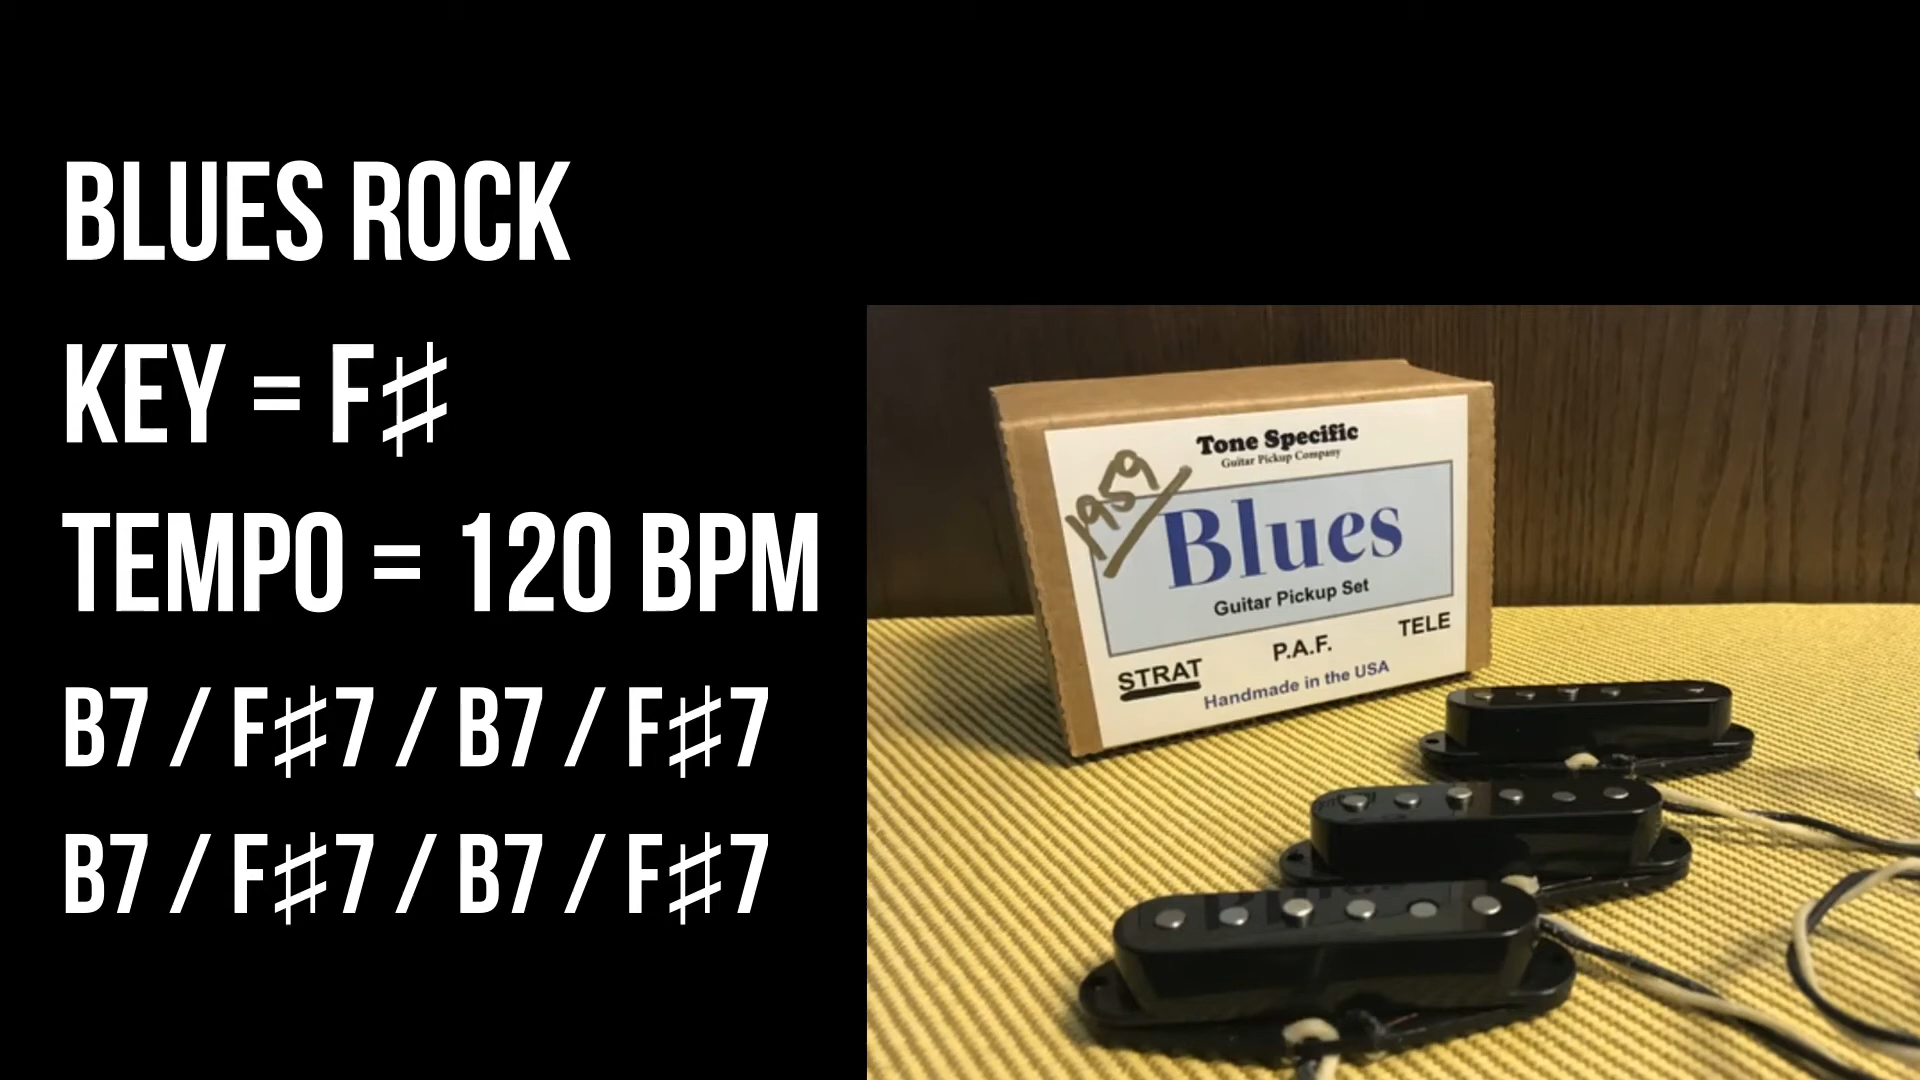 BLUES ROCK
KEY = F♯
TEMPO = 120 BPM
B7 / F♯7 / B7 / F♯7
B7 / F♯7 / B7 / F♯7
Tone Specific
Guitar Pickup Company
1959
Blues
Guitar Pickup Set
STRAT P.A.F. TELE
Handmade in the USA